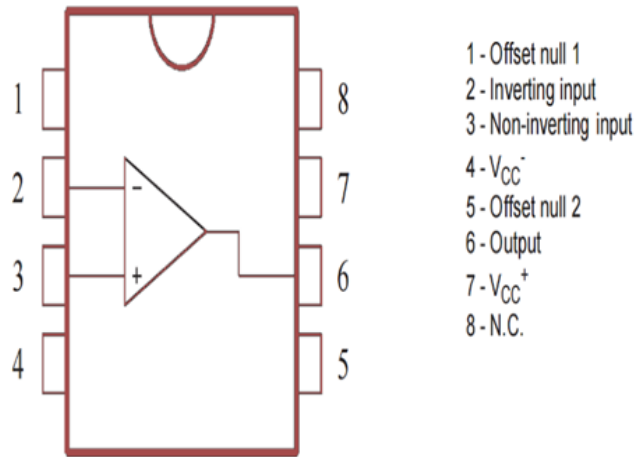 1
2
3
4
8
7
6
5
-
+
1 - Offset null 1
2 - Inverting input
3 - Non-inverting input
4 - VCC-
5 - Offset null 2
6 - Output
7 - VCC+
8 - N.C.